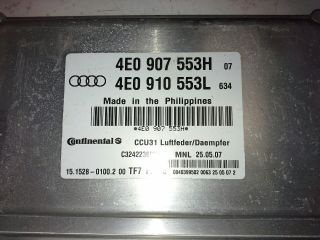 4E0 907 553H 07
4E0 910 553L 634
Made in the Philippines
*4E0 907 553H*
Continental CCU31 Luftfeder/Daempfer
MNL 25.05.07
15.1528-0100.2 00 TF7